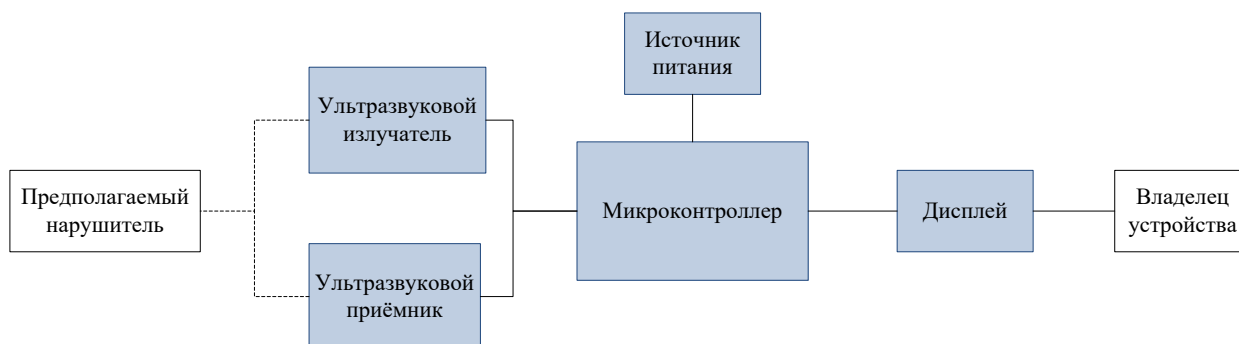 Источник
питания
Ультразвуковой
излучатель
Предполагаемый
нарушитель
Микроконтроллер
Дисплей
Владелец
устройства
Ультразвуковой
приёмник